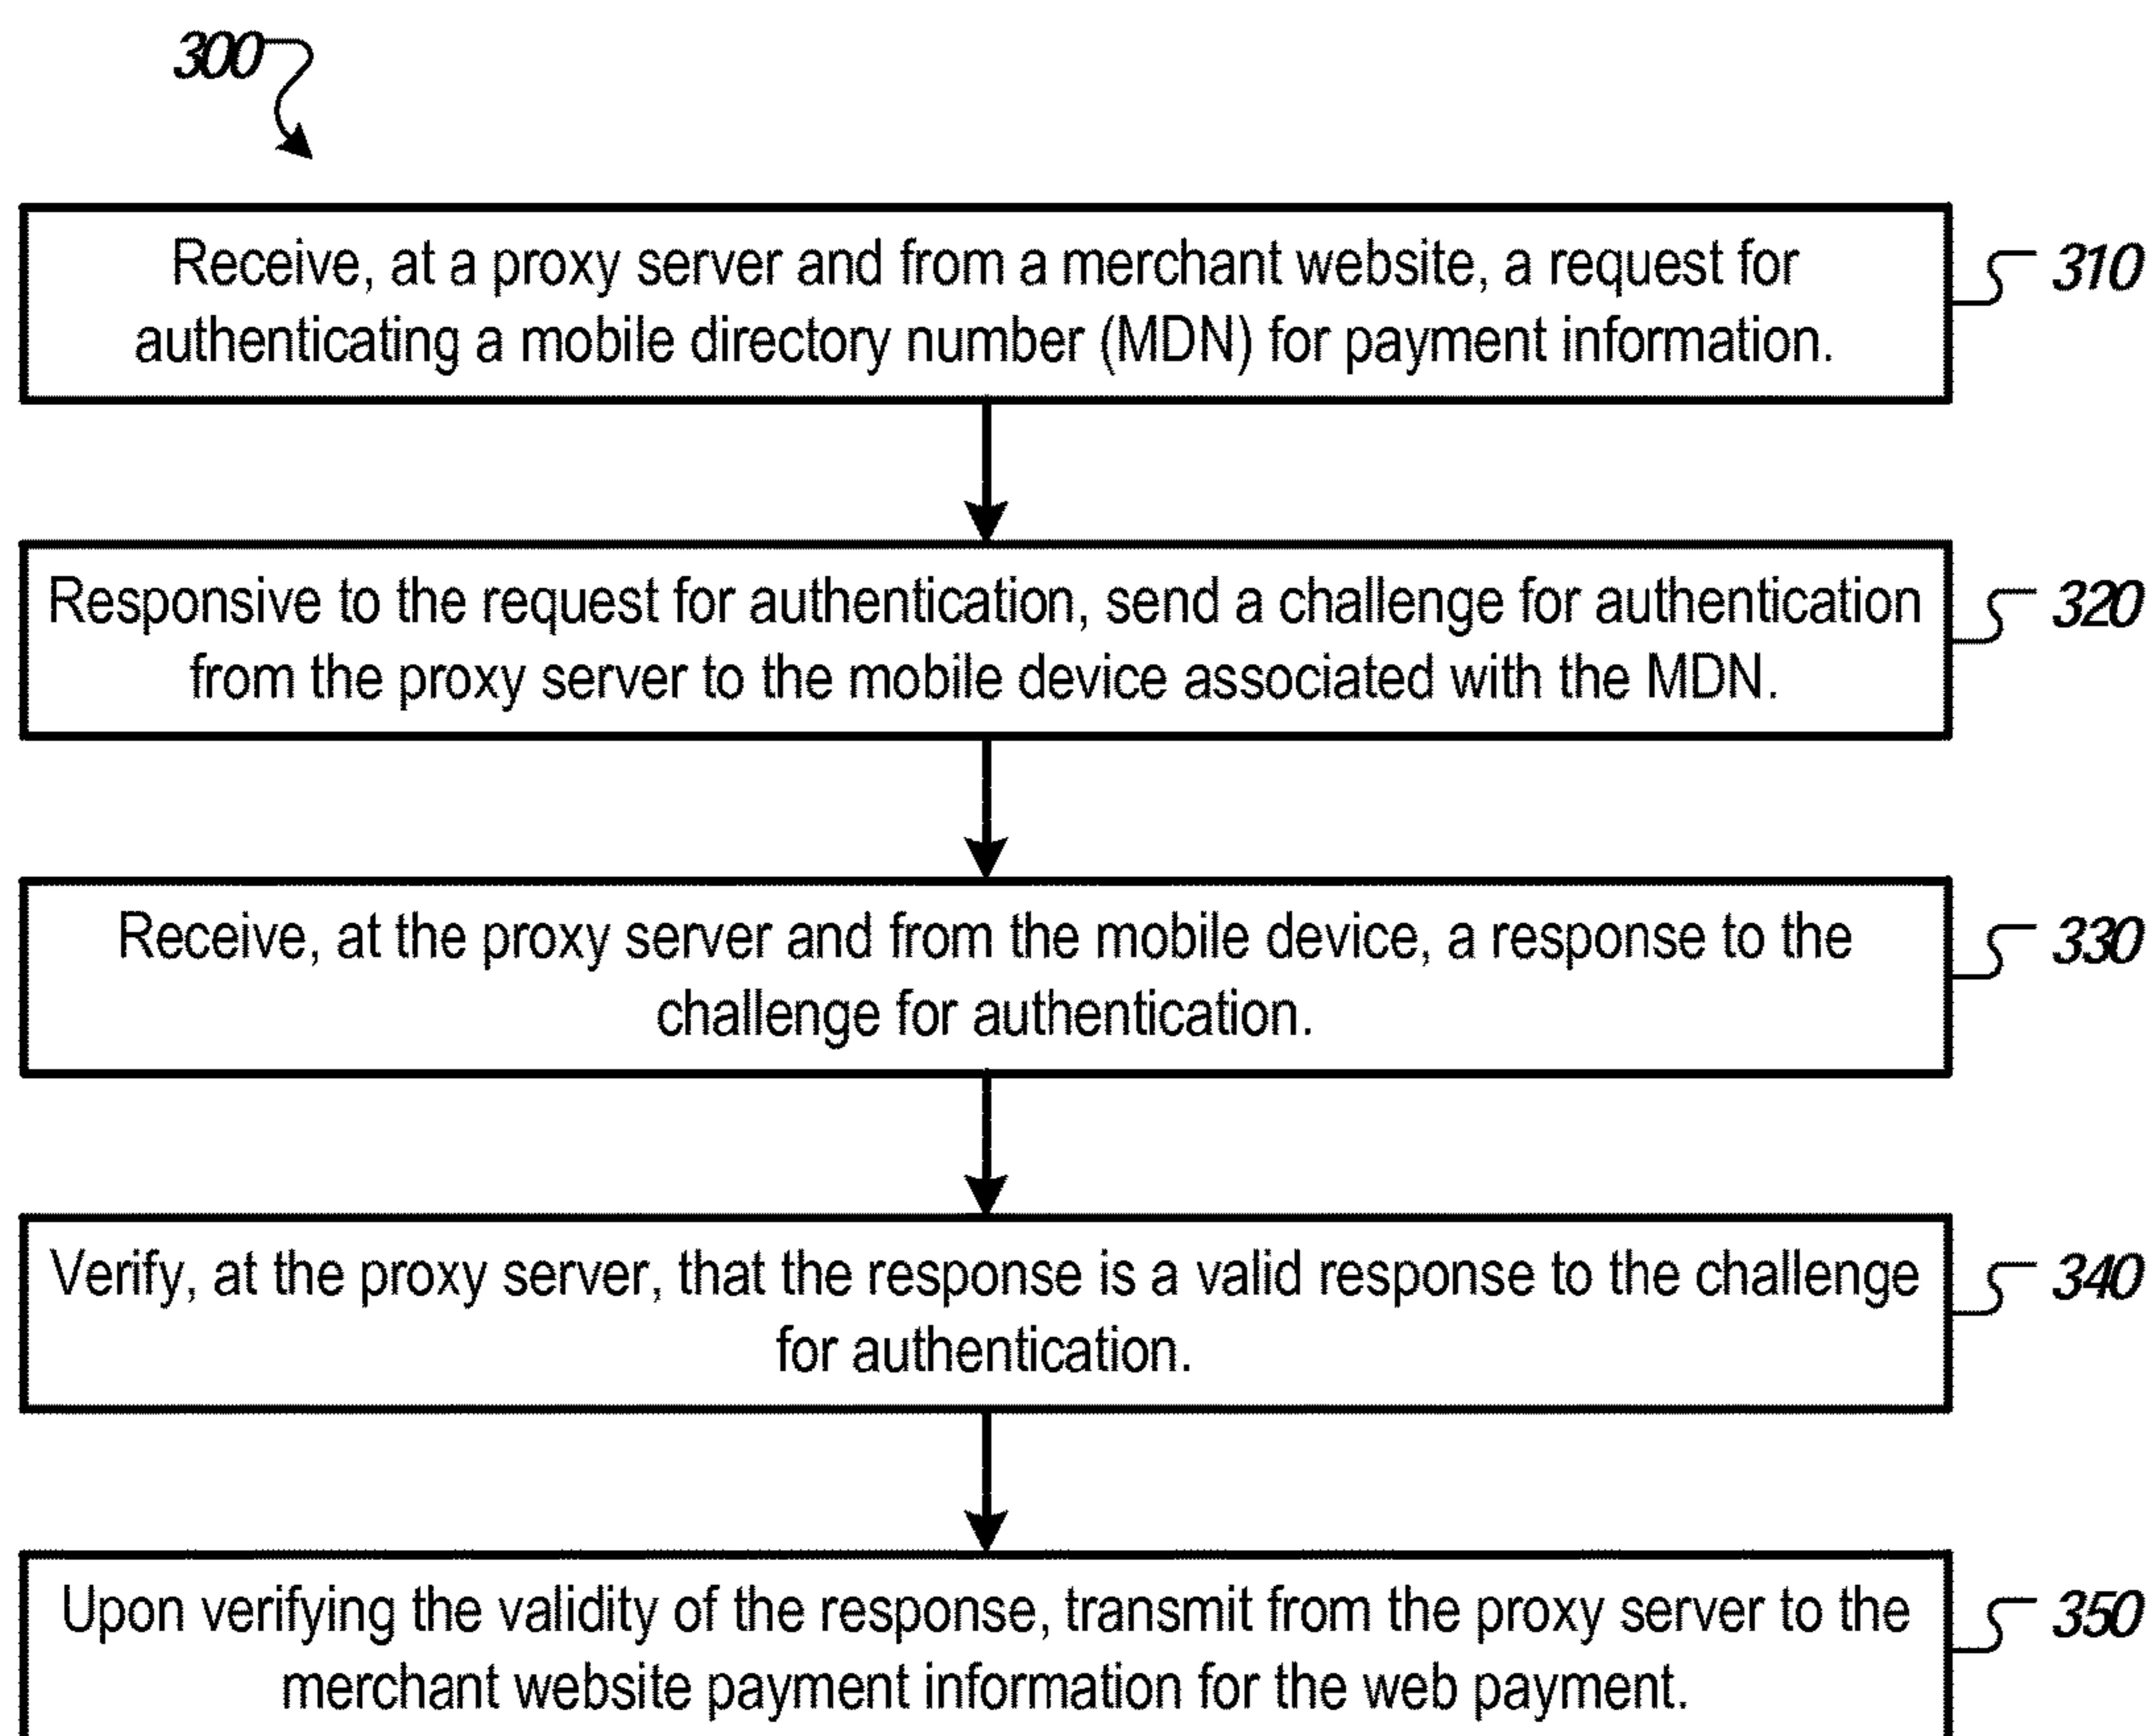 300
Receive, at a proxy server and from a merchant website, a request for
authenticating a mobile directory number (MDN) for payment information.
310
Responsive to the request for authentication, send a challenge for authentication
from the proxy server to the mobile device associated with the MDN.
320
Receive, at the proxy server and from the mobile device, a response to the
challenge for authentication.
330
Verify, at the proxy server, that the response is a valid response to the challenge
for authentication.
340
Upon verifying the validity of the response, transmit from the proxy server to the
merchant website payment information for the web payment.
350